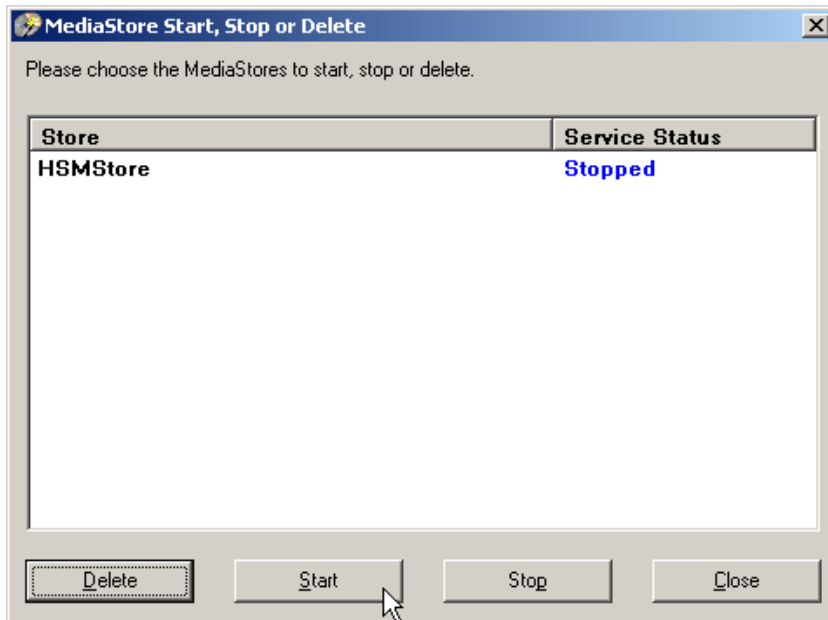 MediaStore Start, Stop or Delete
Please choose the MediaStores to start, stop or delete.
Store Service Status
HSMStore Stopped
Delete Start Stop Close